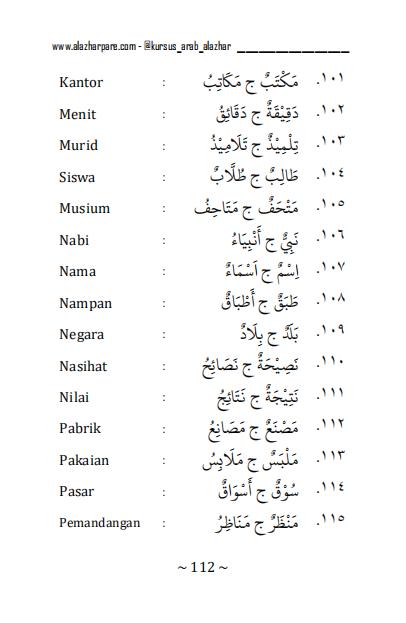 www.alazharpare.com - @kursus_arab_alazhar ___________
١٠١. مَكْتَبٌ ج مَكَاتِبُ : Kantor
١٠٢. دَقِيْقَةٌ ج دَقَائِقُ : Menit
١٠٣. تِلْمِيْذٌ ج تَلَامِيْذُ : Murid
١٠٤. طَالِبٌ ج طُلَّابٌ : Siswa
١٠٥. مَتْحَفٌ ج مَتَاحِفُ : Musium
١٠٦. نَبِيٌّ ج أَنْبِيَاءُ : Nabi
١٠٧. اِسْمٌ ج اَسْمَاءٌ : Nama
١٠٨. طَبَقٌ ج أَطْبَاقٌ : Nampan
١٠٩. بَلَدٌ ج بِلَادٌ : Negara
١١٠. نَصِيْحَةٌ ج نَصَائِحُ : Nasihat
١١١. نَتِيْجَةٌ ج نَتَائِجُ : Nilai
١١٢. مَصْنَعٌ ج مَصَانِعُ : Pabrik
١١٣. مَلْبَسٌ ج مَلَابِسُ : Pakaian
١١٤. سُوْقٌ ج أَسْوَاقٌ : Pasar
١١٥. مَنْظَرٌ ج مَنَاظِرُ : Pemandangan
~ 112 ~